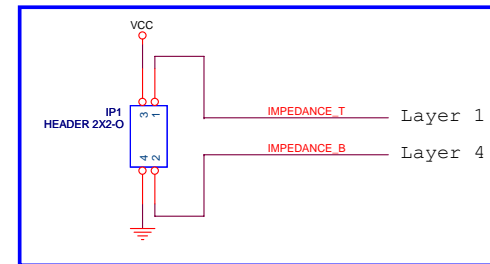 VCC
IP1
HEADER 2X2-O
3 1
4 2
IMPEDANCE_T
Layer 1
IMPEDANCE_B
Layer 4